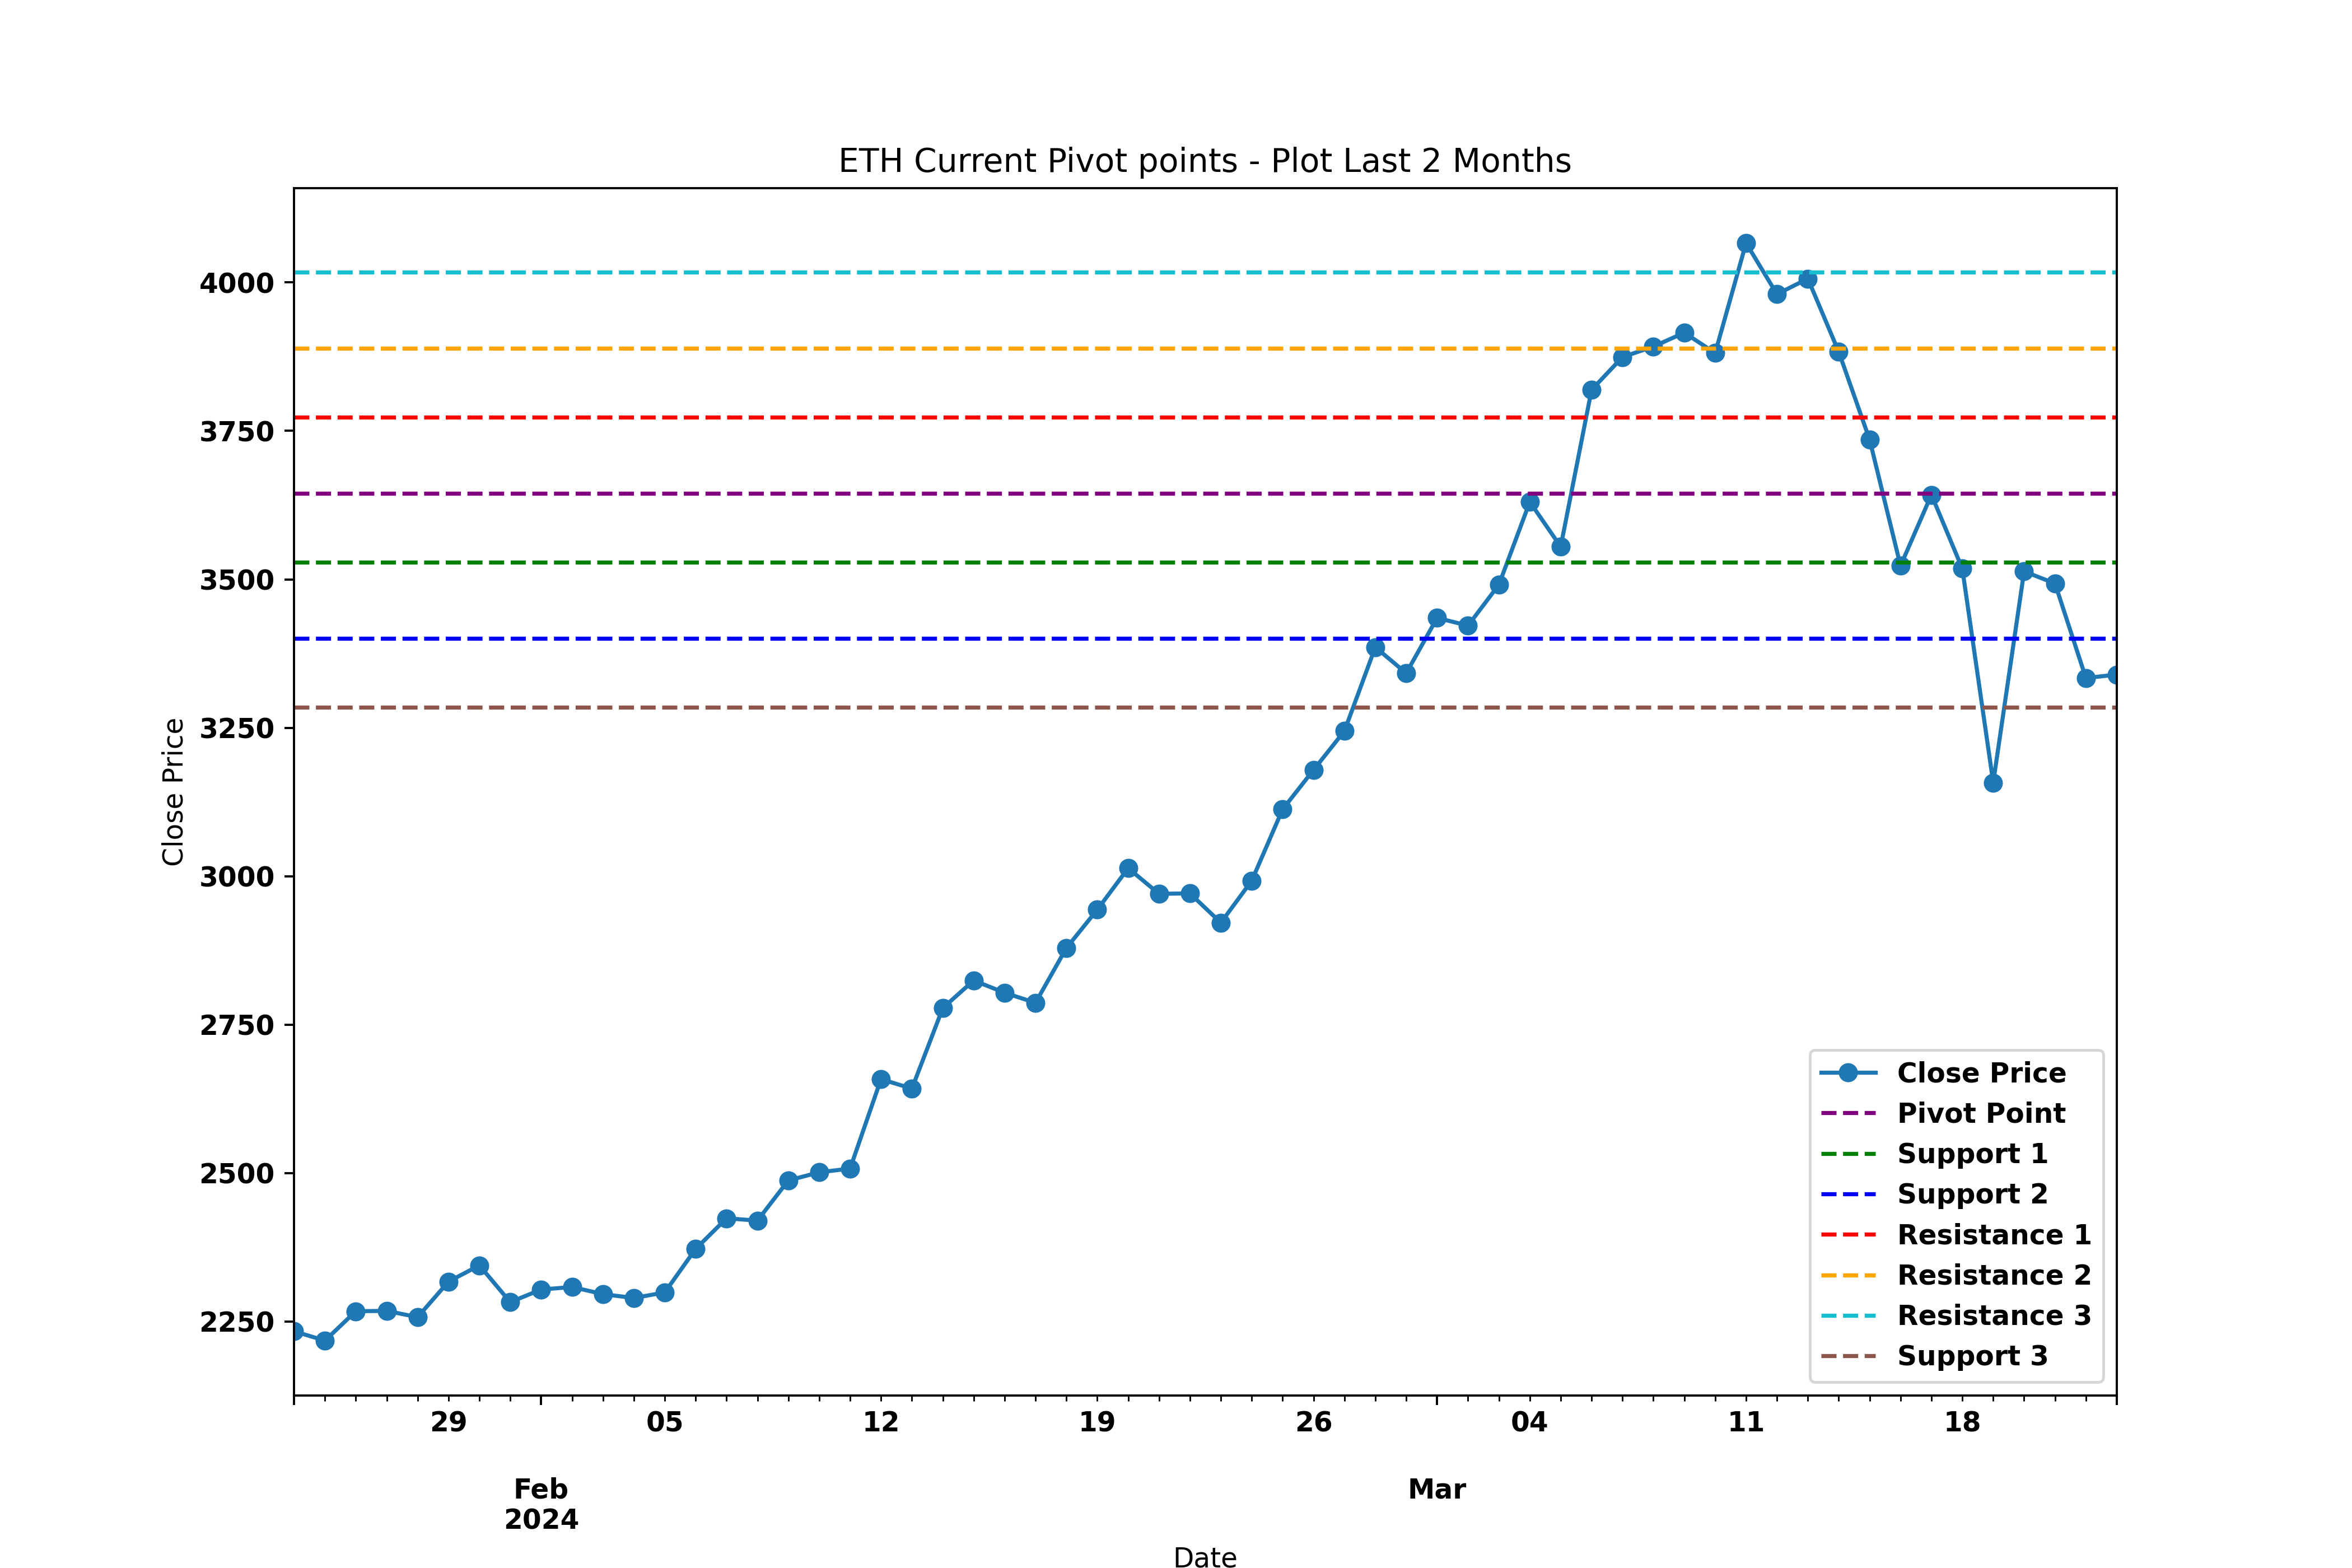 ETH Current Pivot points - Plot Last 2 Months
4000
3750
3500
3250
3000
2750
2500
2250
Close Price
Close Price
Pivot Point
Support 1
Support 2
Resistance 1
Resistance 2
Resistance 3
Support 3
29 05 12 19 26 04 11 18
Feb Mar
2024
Date